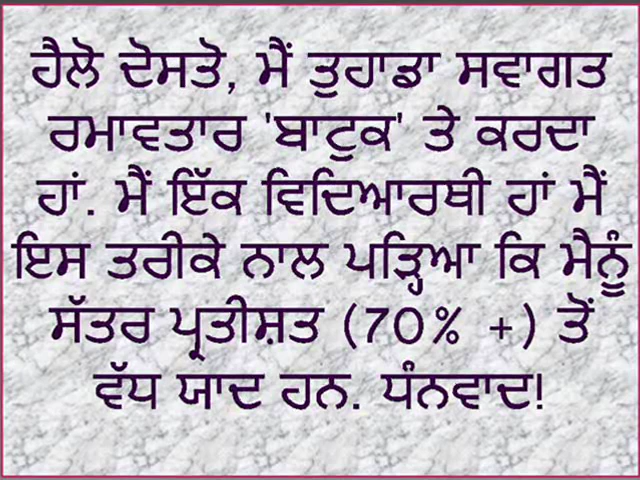 ਹੈਲੋ ਦੋਸਤੋ, ਮੈਂ ਤੁਹਾਡਾ ਸਵਾਗਤ
ਰਮਾਵਤਾਰ 'ਬਾਟੁਕ' ਤੇ ਕਰਦਾ
ਹਾਂ. ਮੈਂ ਇੱਕ ਵਿਦਿਆਰਥੀ ਹਾਂ ਮੈਂ
ਇਸ ਤਰੀਕੇ ਨਾਲ ਪੜ੍ਹਿਆ ਕਿ ਮੈਨੂੰ
ਸੱਤਰ ਪ੍ਰਤੀਸ਼ਤ (70% +) ਤੋਂ
ਵੱਧ ਯਾਦ ਹਨ. ਧੰਨਵਾਦ!